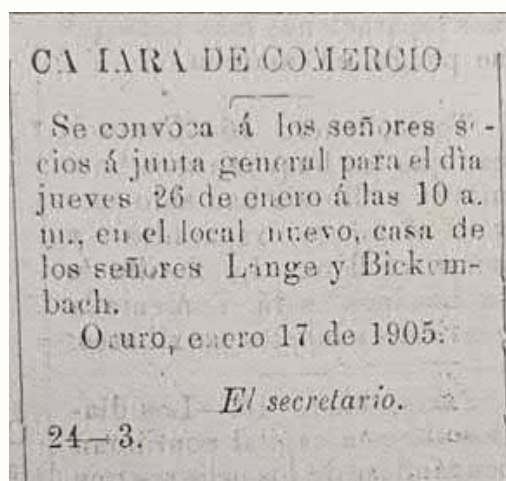 CAMARA DE COMERCIO
Se convoca á los señores so-
cios á junta general para el dia
jueves 26 de enero á las 10 a.
m., en el local nuevo, casa de
los señores Lange y Bickem-
bach.
Oruro, enero 17 de 1905.
El secretario.
24—3.